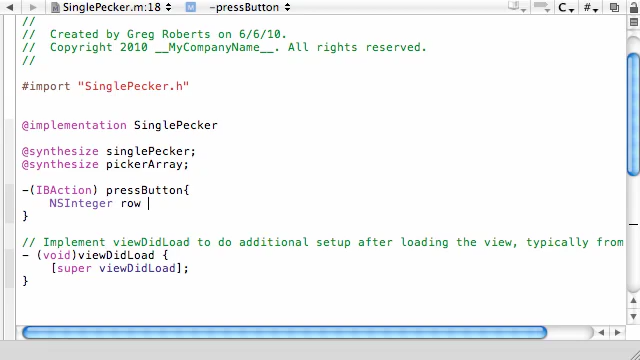 SinglePecker.m:18 -pressButton C #
//
// Created by Greg Roberts on 6/6/10.
// Copyright 2010 __MyCompanyName__. All rights reserved.
//
#import "SinglePecker.h"
@implementation SinglePecker
@synthesize singlePecker;
@synthesize pickerArray;
-(IBAction) pressButton{
NSInteger row
}
// Implement viewDidLoad to do additional setup after loading the view, typically from
- (void)viewDidLoad {
[super viewDidLoad];
}